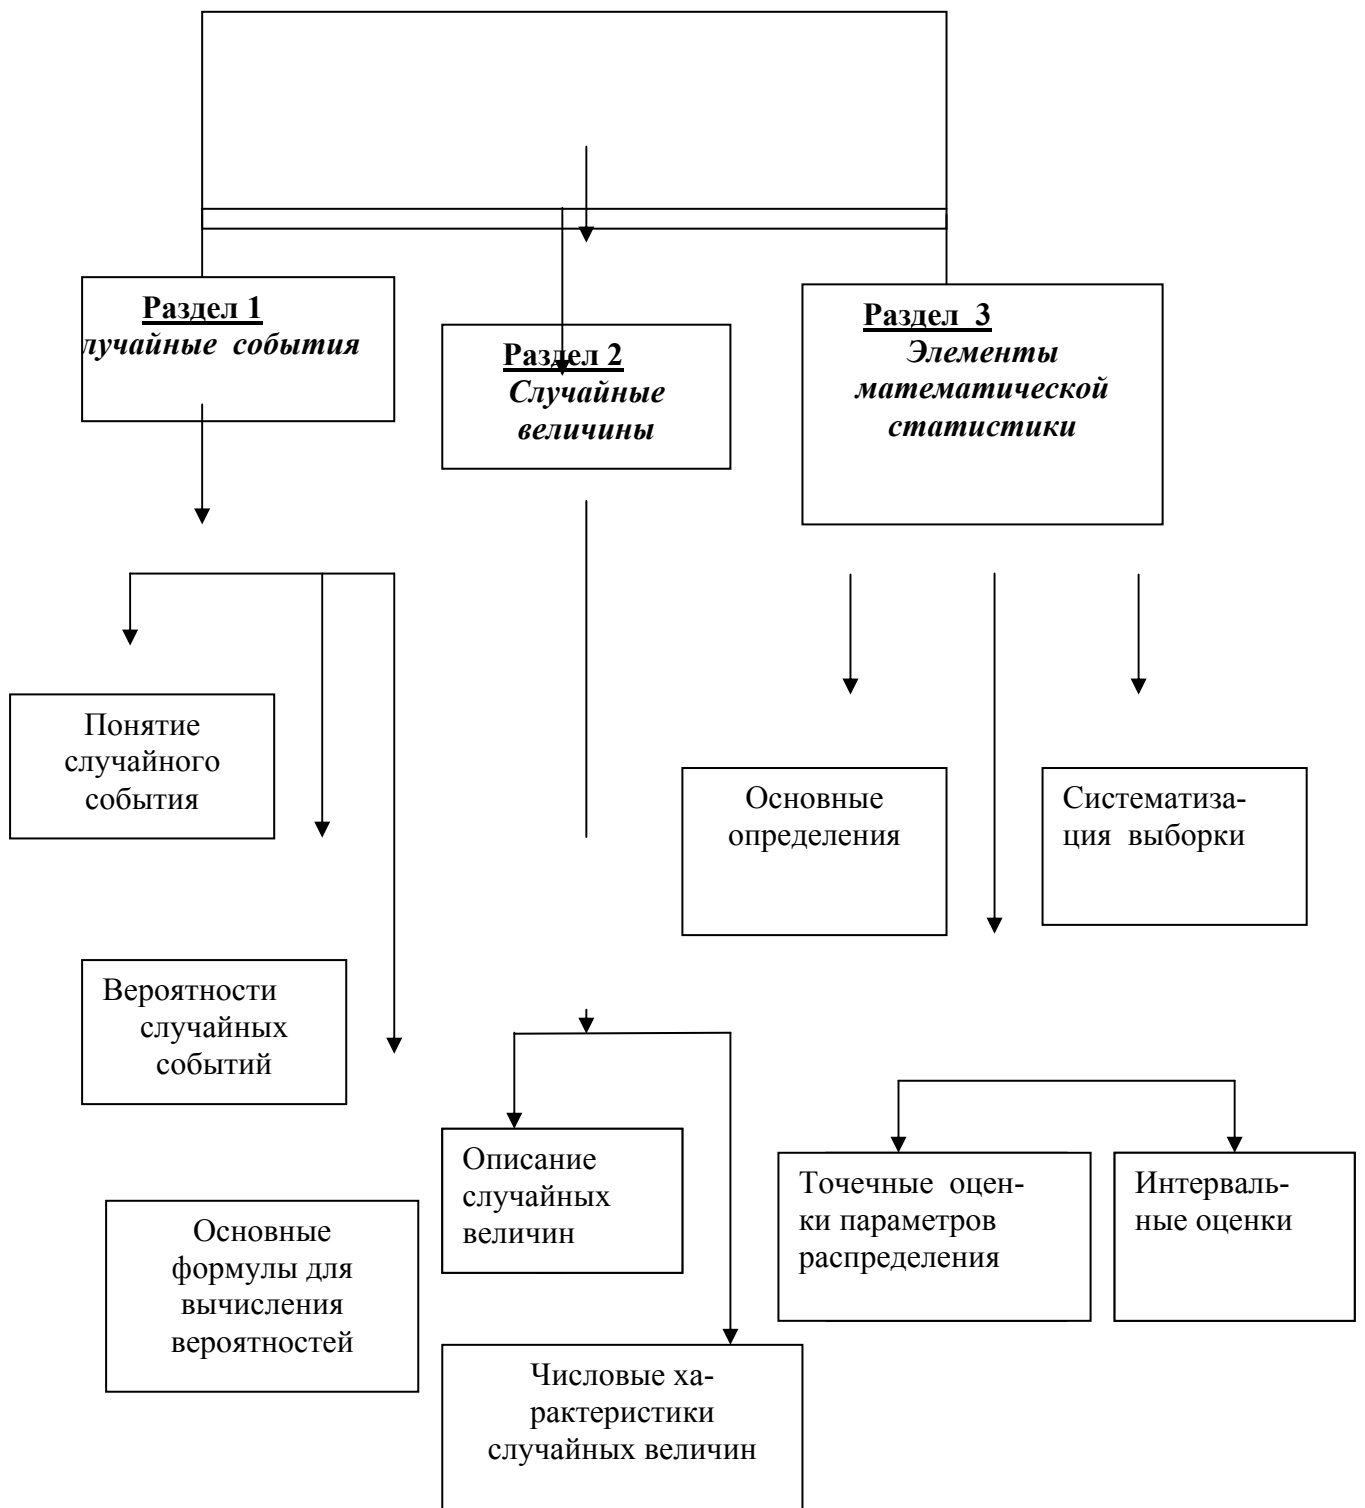 Раздел 1
лучайные события
Раздел 2
Случайные
величины
Раздел 3
Элементы
математической
статистики
Понятие
случайного
события
Основные
определения
Систематиза-
ция выборки
Вероятности
случайных
событий
Описание
случайных
величин
Точечные оцен-
ки параметров
распределения
Интерваль-
ные оценки
Основные
формулы для
вычисления
вероятностей
Числовые ха-
рактеристики
случайных величин